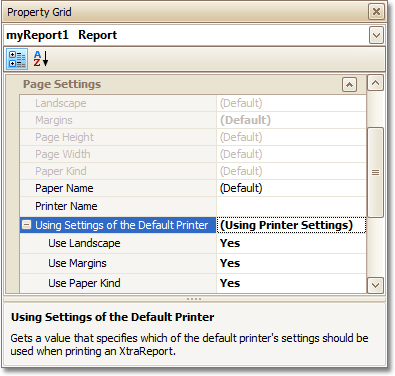 Property Grid
myReport1 Report
Page Settings
Landscape (Default)
Margins (Default)
Page Height (Default)
Page Width (Default)
Paper Kind (Default)
Paper Name (Default)
Printer Name
Using Settings of the Default Printer (Using Printer Settings)
Use Landscape Yes
Use Margins Yes
Use Paper Kind Yes
Using Settings of the Default Printer
Gets a value that specifies which of the default printer's settings should be
used when printing an XtraReport.